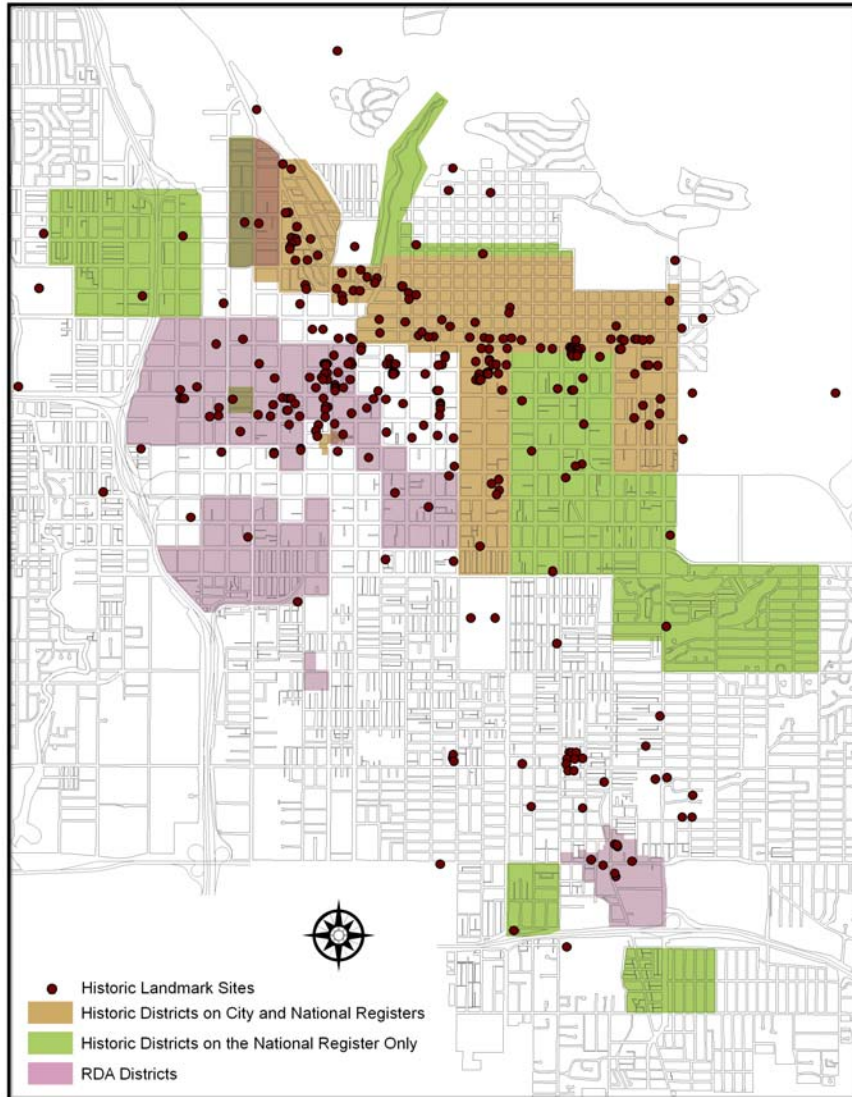 Historic Landmark Sites
Historic Districts on City and National Registers
Historic Districts on the National Register Only
RDA Districts